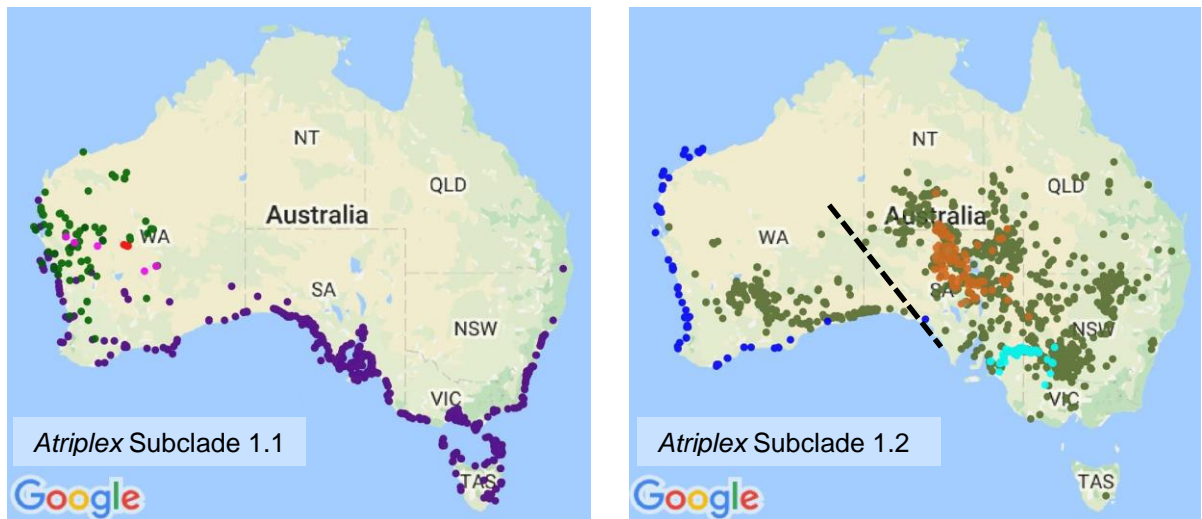 NT
QLD
Australia
WA
SA
NSW
VIC
TAS
Atriplex Subclade 1.1
Google
NT
QLD
Australia
WA
SA
NSW
VIC
TAS
Atriplex Subclade 1.2
Google